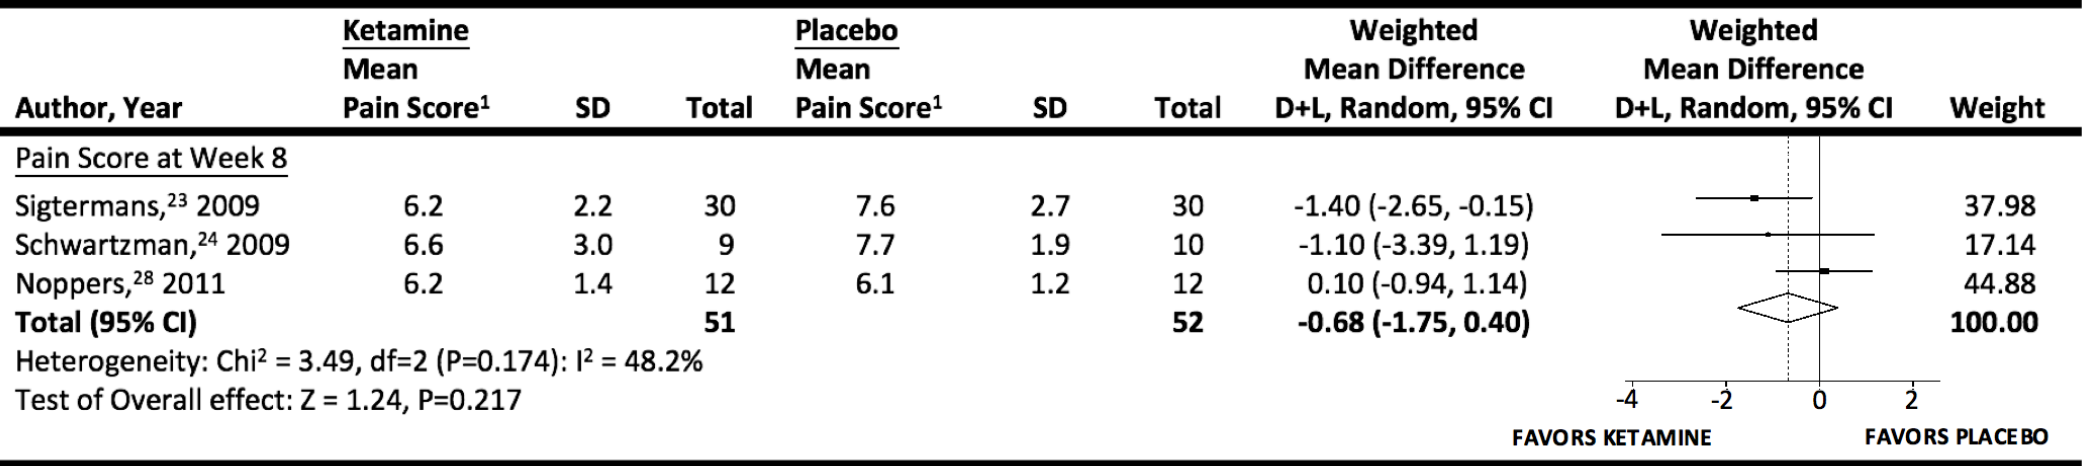 Ketamine Placebo Weighted Weighted
Mean Mean Mean Difference Mean Difference
Author, Year Pain Score¹ SD Total Pain Score¹ SD Total D+L, Random, 95% CI D+L, Random, 95% CI Weight
Pain Score at Week 8
Sigtermans,²³ 2009 6.2 2.2 30 7.6 2.7 30 -1.40 (-2.65, -0.15) 37.98
Schwartzman,²⁴ 2009 6.6 3.0 9 7.7 1.9 10 -1.10 (-3.39, 1.19) 17.14
Noppers,²⁸ 2011 6.2 1.4 12 6.1 1.2 12 0.10 (-0.94, 1.14) 44.88
Total (95% CI) 51 52 -0.68 (-1.75, 0.40) 100.00
Heterogeneity: Chi² = 3.49, df=2 (P=0.174): I² = 48.2%
Test of Overall effect: Z = 1.24, P=0.217
-4 -2 0 2
FAVORS KETAMINE FAVORS PLACEBO